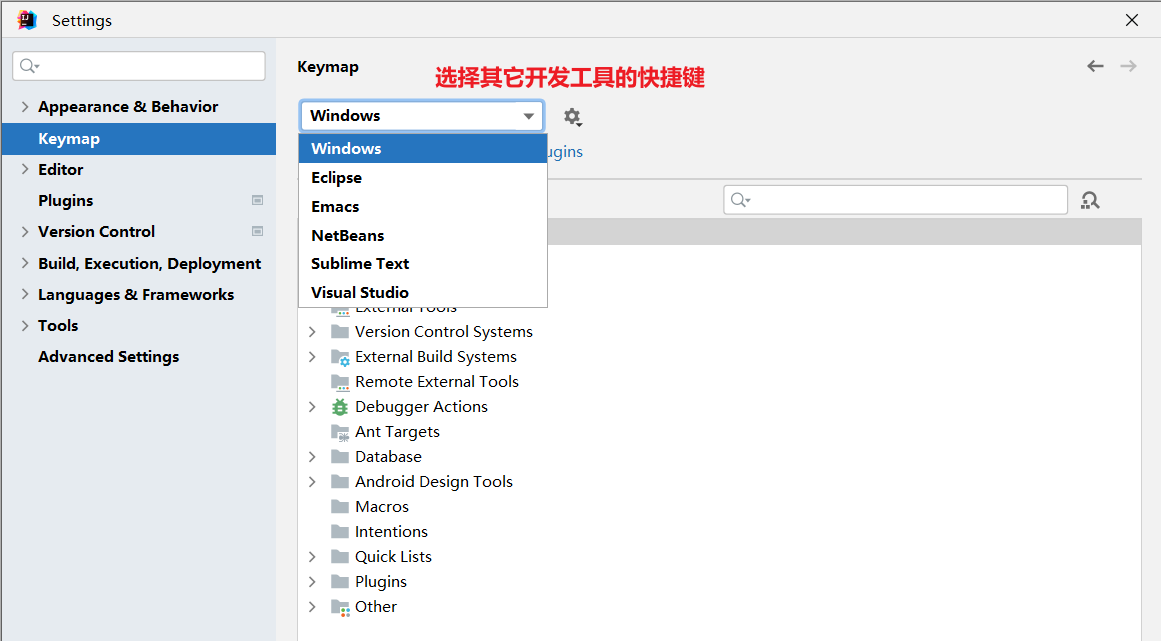 Settings
Keymap
选择其它开发工具的快捷键
Appearance & Behavior
Keymap
Editor
Plugins
Version Control
Build, Execution, Deployment
Languages & Frameworks
Tools
Advanced Settings
Windows
Windows
Eclipse
Emacs
NetBeans
Sublime Text
Visual Studio
External Tools
Version Control Systems
External Build Systems
Remote External Tools
Debugger Actions
Ant Targets
Database
Android Design Tools
Macros
Intentions
Quick Lists
Plugins
Other